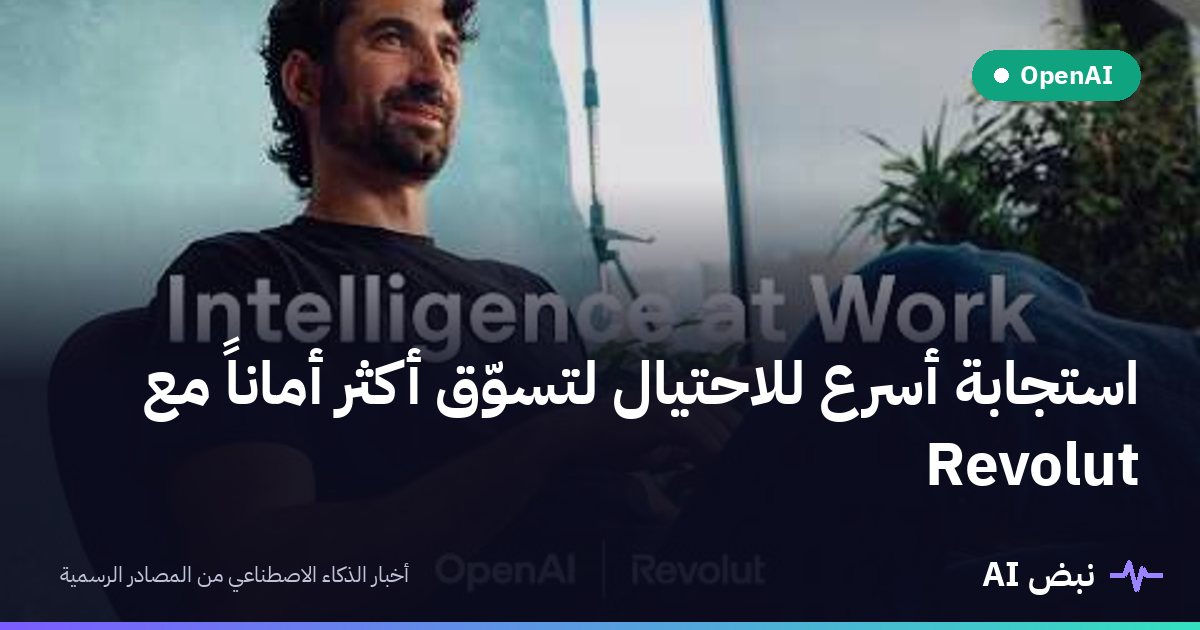 OpenAI
Intelligence at Work
استجابة أسرع للاحتيال لتسوّق أكثر أماناً مع
Revolut
OpenAI | Revolut
نبض AI
أخبار الذكاء الاصطناعي من المصادر الرسمية